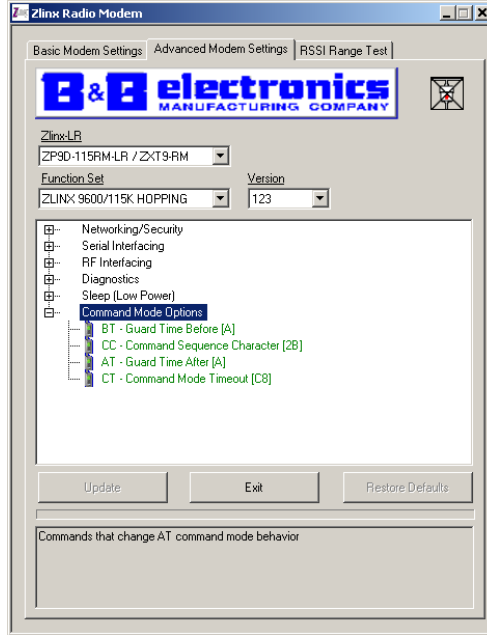 Zlinx Radio Modem
Basic Modem Settings Advanced Modem Settings RSSI Range Test
B&B electronics
MANUFACTURING COMPANY
Zlinx-LR
ZP9D-115RM-LR / ZXT9-RM
Function Set Version
ZLINX 9600/115K HOPPING 123
Networking/Security
Serial Interfacing
RF Interfacing
Diagnostics
Sleep (Low Power)
Command Mode Options
BT - Guard Time Before [A]
CC - Command Sequence Character [2B]
AT - Guard Time After [A]
CT - Command Mode Timeout [C8]
Update Exit Restore Defaults
Commands that change AT command mode behavior